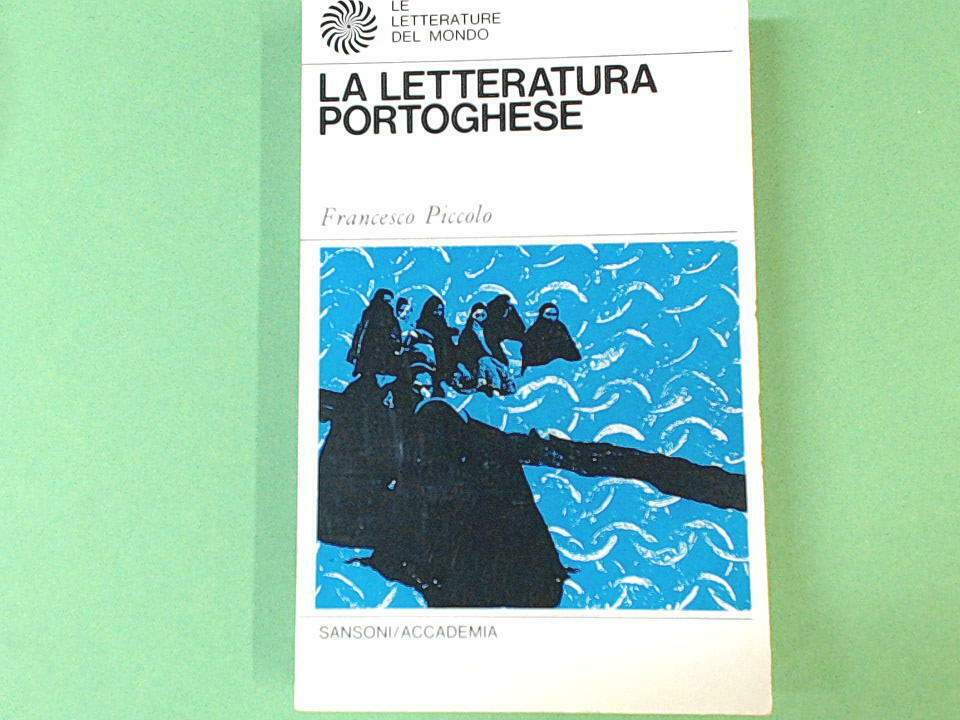 LE
LETTERATURE
DEL MONDO
LA LETTERATURA
PORTOGHESE
Francesco Piccolo
SANSONI/ACCADEMIA